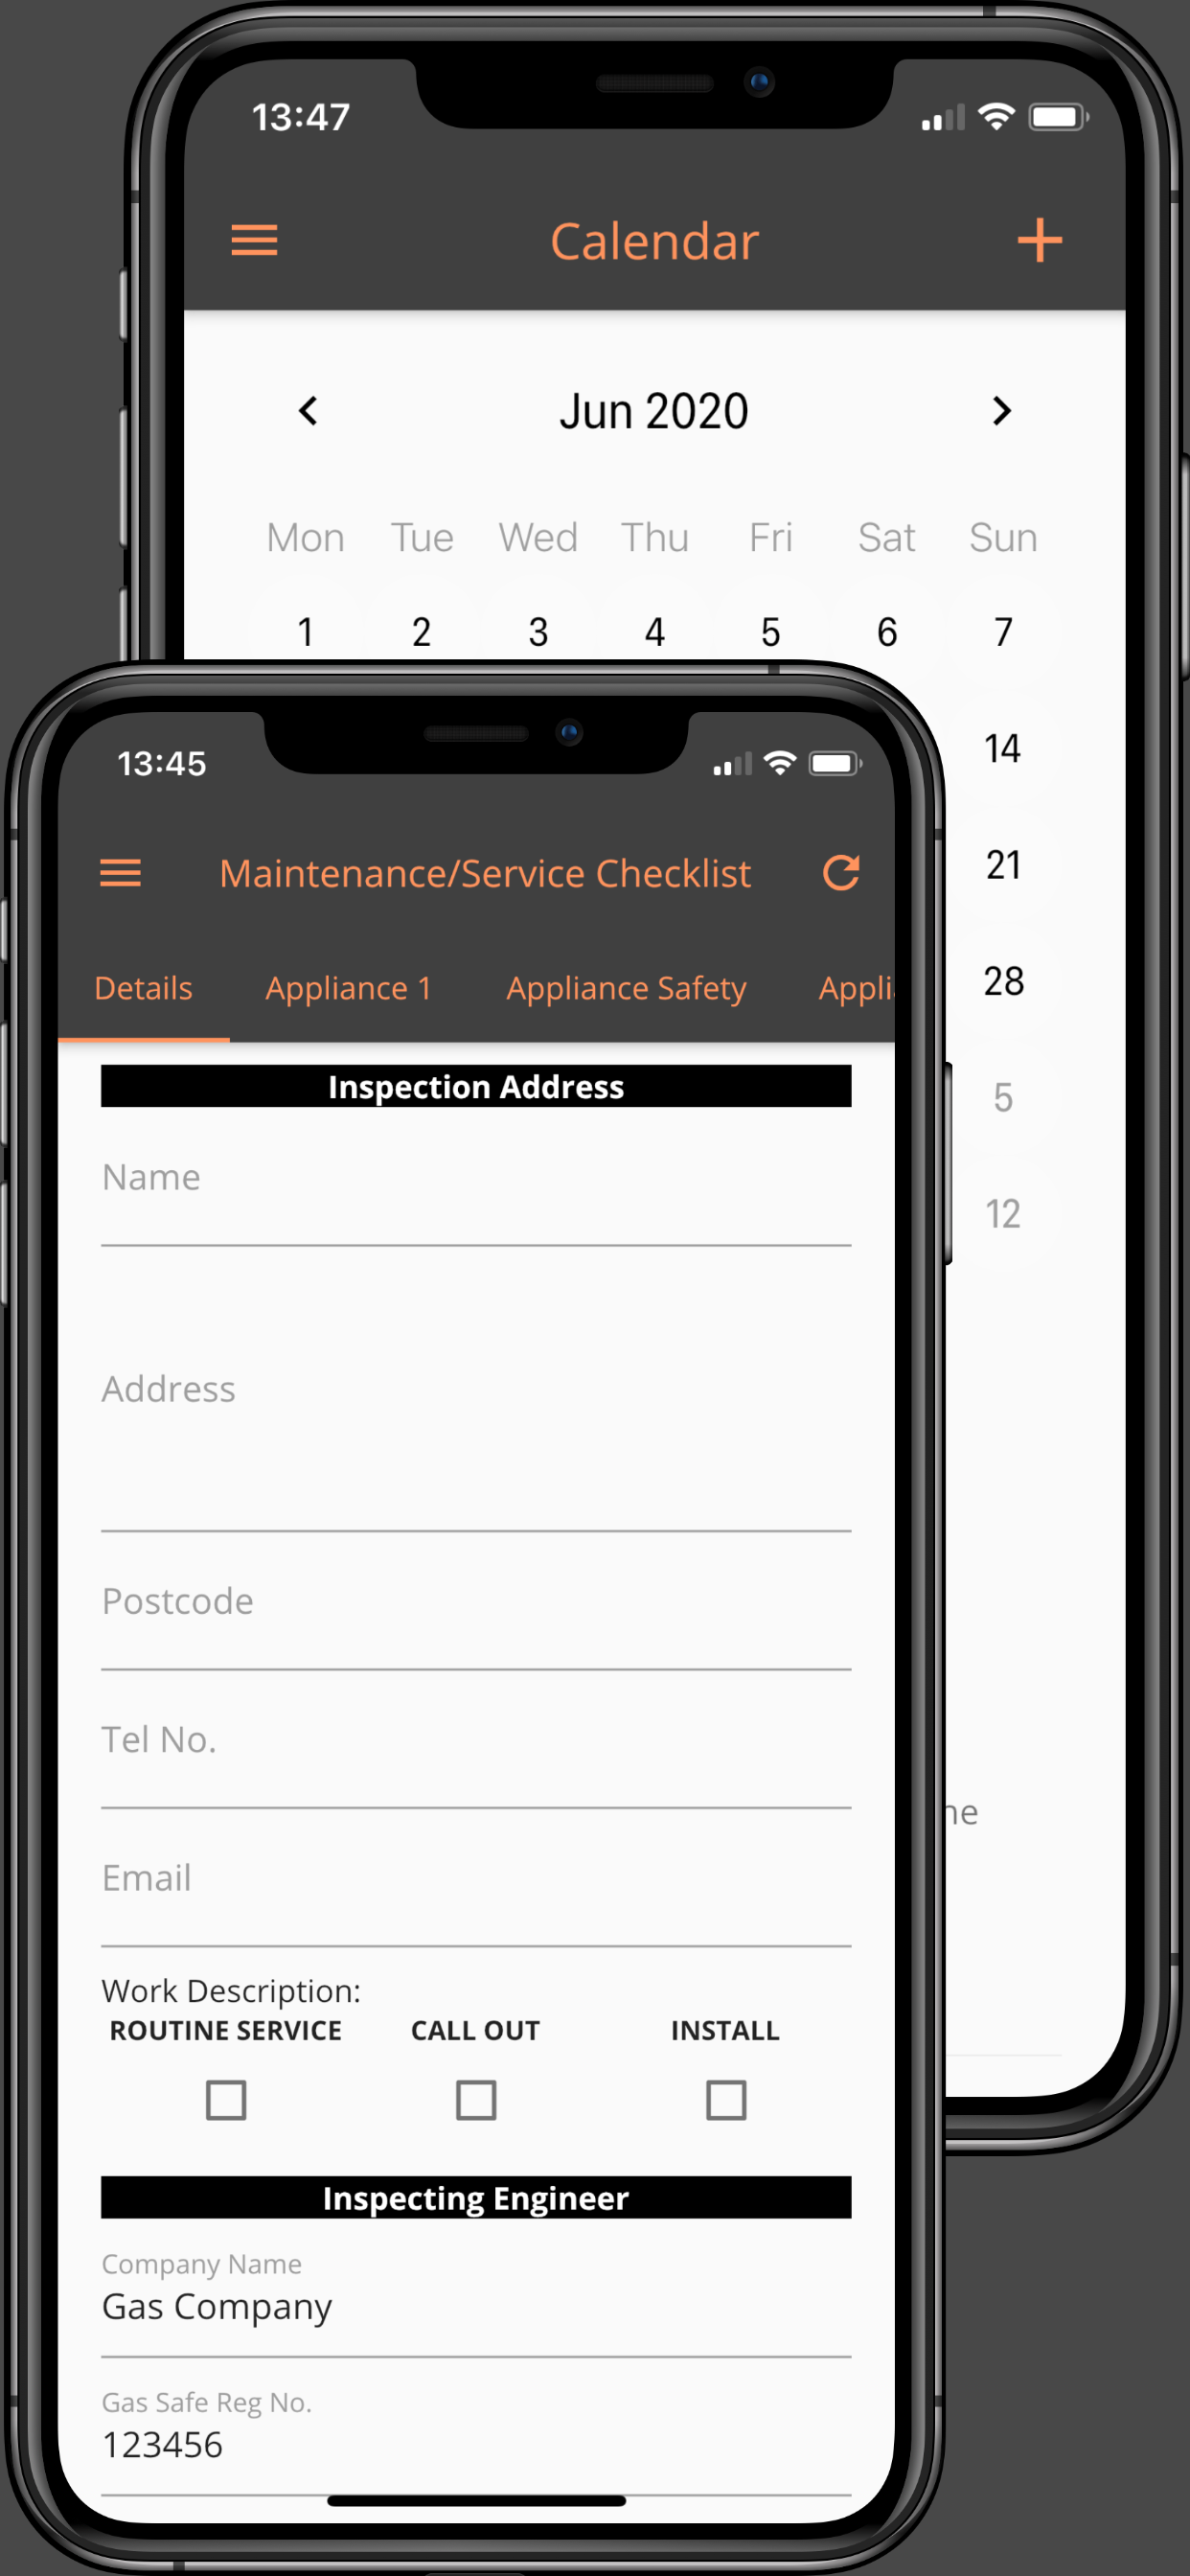 13:47
Calendar
Jun 2020
Mon Tue Wed Thu Fri Sat Sun
1 2 3 4 5 6 7
14
21
28
5
12
13:45
Maintenance/Service Checklist
Details Appliance 1 Appliance Safety
Inspection Address
Name
Address
Postcode
Tel No.
Email
Work Description:
ROUTINE SERVICE CALL OUT INSTALL
Inspecting Engineer
Company Name
Gas Company
Gas Safe Reg No.
123456